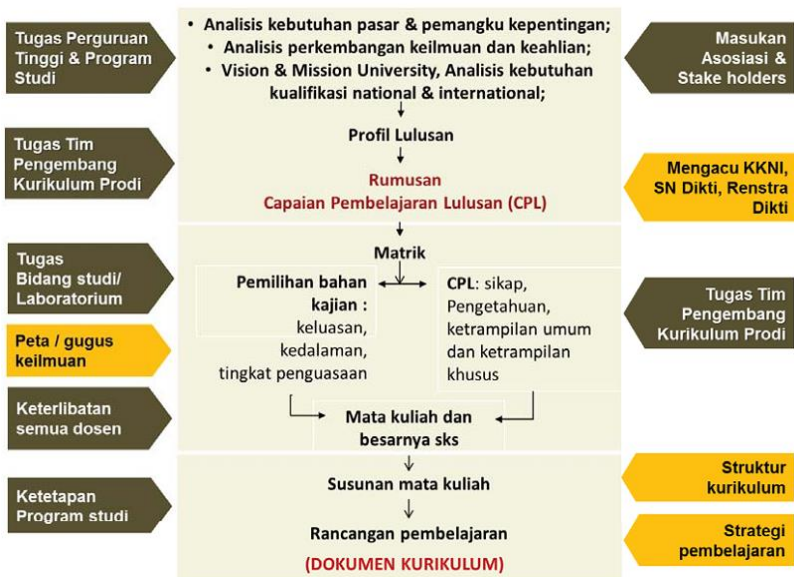 Tugas Perguruan
Tinggi & Program
Studi
• Analisis kebutuhan pasar & pemangku kepentingan;
• Analisis perkembangan keilmuan dan keahlian;
• Vision & Mission University, Analisis kebutuhan
kualifikasi national & international;
Masukan
Asosiasi &
Stake holders
Tugas Tim
Pengembang
Kurikulum Prodi
Profil Lulusan
Rumusan
Capaian Pembelajaran Lulusan (CPL)
Mengacu KKNI,
SN Dikti, Renstra
Dikti
Tugas
Bidang studi/
Laboratorium
Matrik
Pemilihan bahan
kajian :
keluasan,
kedalaman,
tingkat penguasaan
CPL: sikap,
Pengetahuan,
ketrampilan umum
dan ketrampilan
khusus
Tugas Tim
Pengembang
Kurikulum Prodi
Peta / gugus
keilmuan
Keterlibatan
semua dosen
Mata kuliah dan
besarnya sks
Ketetapan
Program studi
Susunan mata kuliah
Struktur
kurikulum
Rancangan pembelajaran
(DOKUMEN KURIKULUM)
Strategi
pembelajaran